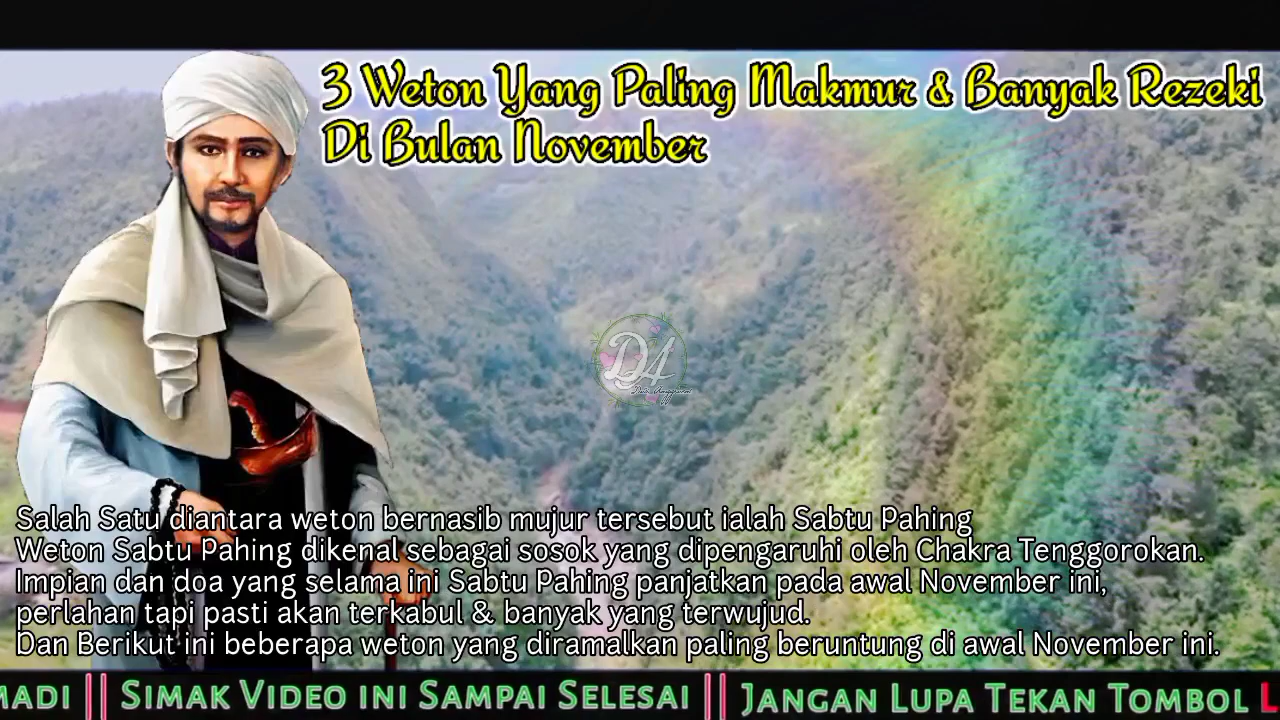 3 Weton Yang Paling Makmur & Banyak Rezeki
Di Bulan November
DA
Salah Satu diantara weton bernasib mujur tersebut ialah Sabtu Pahing
Weton Sabtu Pahing dikenal sebagai sosok yang dipengaruhi oleh Chakra Tenggorokan.
Impian dan doa yang selama ini Sabtu Pahing panjatkan pada awal November ini,
perlahan tapi pasti akan terkabul & banyak yang terwujud.
Dan Berikut ini beberapa weton yang diramalkan paling beruntung di awal November ini.
MADI || Simak Video ini Sampai Selesai || Jangan Lupa Tekan Tombol L